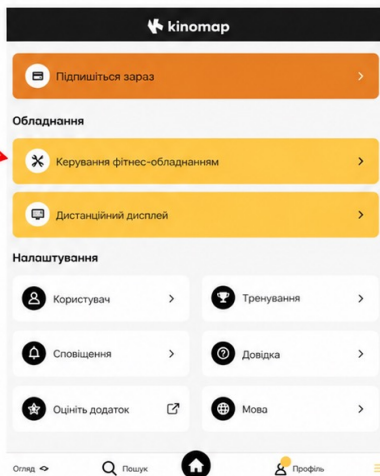 kinomap
Підпишіться зараз
Обладнання
Керування фітнес-обладнанням
Дистанційний дисплей
Налаштування
Користувач
Тренування
Сповіщення
Довідка
Оцініть додаток
Мова
Огляд
Пошук
Профіль